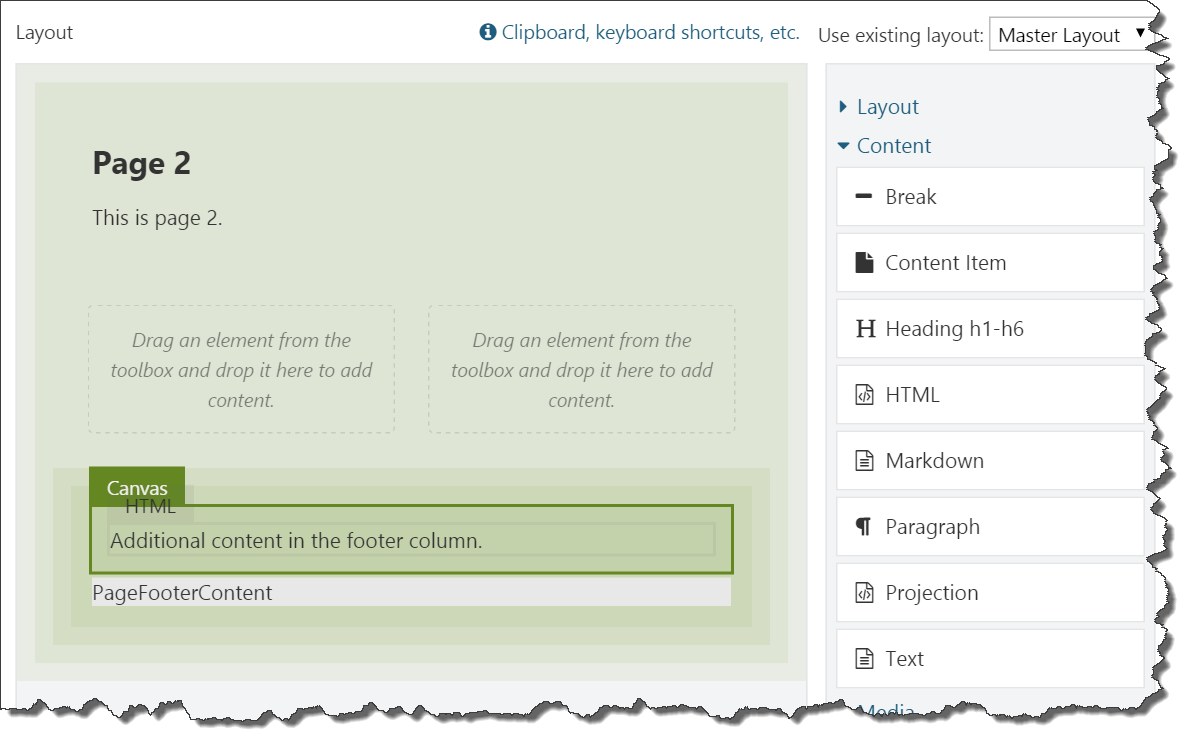 Layout
Clipboard, keyboard shortcuts, etc.
Use existing layout: Master Layout
Page 2
This is page 2.
Drag an element from the
toolbox and drop it here to add
content.
Drag an element from the
toolbox and drop it here to add
content.
Canvas
HTML
Additional content in the footer column.
PageFooterContent
Layout
Content
Break
Content Item
H Heading h1-h6
HTML
Markdown
¶ Paragraph
Projection
Text
Media